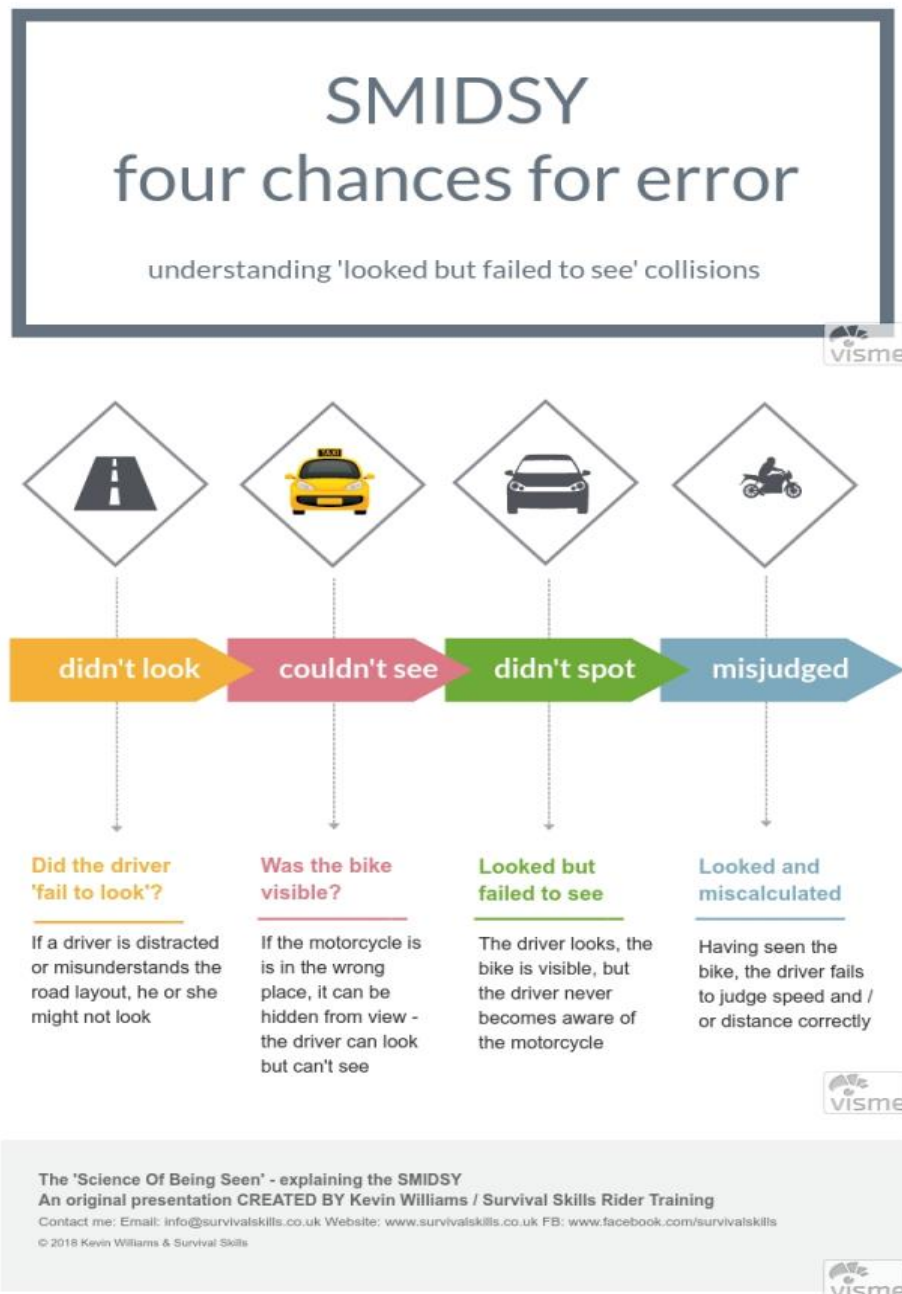 SMIDSY
four chances for error
understanding 'looked but failed to see' collisions
visme
TAXI
didn't look
couldn't see
didn't spot
misjudged
Did the driver
'fail to look'?
If a driver is distracted
or misunderstands the
road layout, he or she
might not look
Was the bike
visible?
If the motorcycle is
is in the wrong
place, it can be
hidden from view -
the driver can look
but can't see
Looked but
failed to see
The driver looks, the
bike is visible, but
the driver never
becomes aware of
the motorcycle
Looked and
miscalculated
Having seen the
bike, the driver fails
to judge speed and /
or distance correctly
visme
The 'Science Of Being Seen' - explaining the SMIDSY
An original presentation CREATED BY Kevin Williams / Survival Skills Rider Training
Contact me: Email: info@survivalskills.co.uk Website: www.survivalskills.co.uk FB: www.facebook.com/survivalskills
© 2018 Kevin Williams & Survival Skills
visme